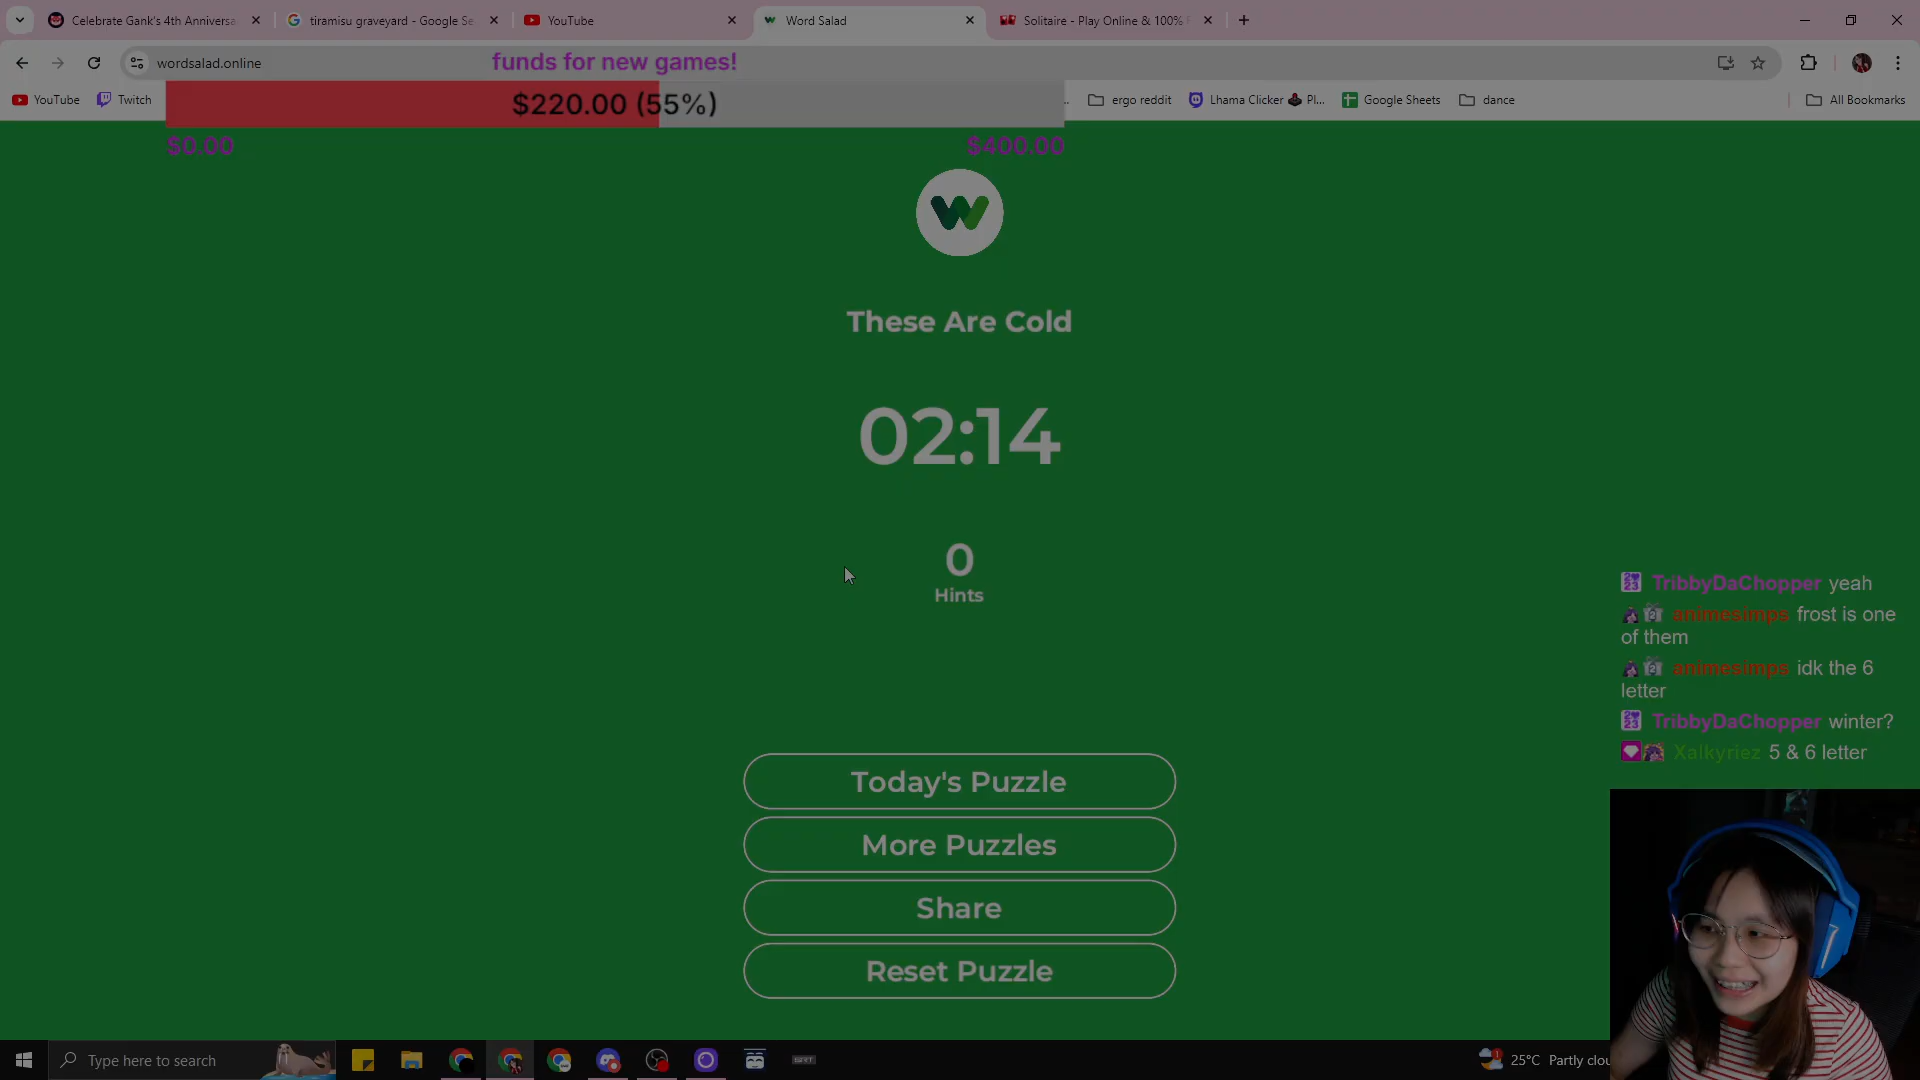 Celebrate Gank's 4th Anniversa
tiramisu graveyard - Google Se
YouTube
Word Salad
Solitaire - Play Online & 100% F
wordsalad.online
funds for new games!
YouTube
Twitch
$220.00 (55%)
ergo reddit
Lhama Clicker
Pl...
Google Sheets
dance
All Bookmarks
$0.00
$400.00
These Are Cold
02:14
0
Hints
TribbyDaChopper yeah
animesimps frost is one
of them
animesimps idk the 6
letter
TribbyDaChopper winter?
Xalkyriez 5 & 6 letter
Today's Puzzle
More Puzzles
Share
Reset Puzzle
Type here to search
25°C Partly clou